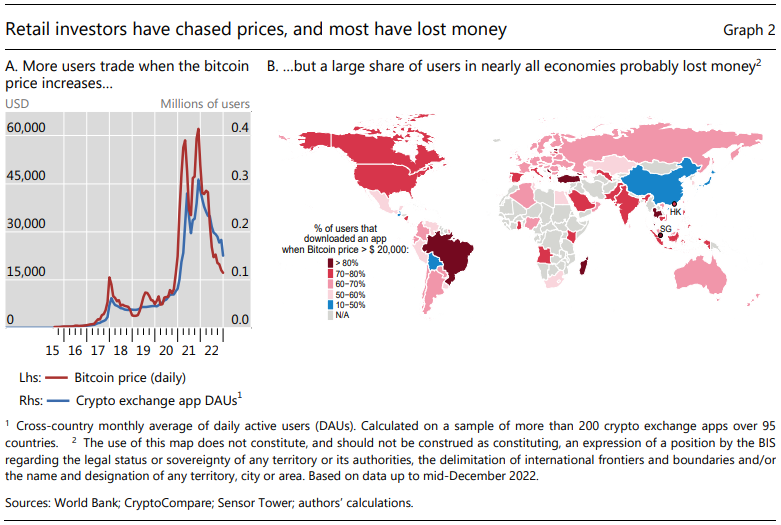 Retail investors have chased prices, and most have lost money
Graph 2
A. More users trade when the bitcoin
price increases…
USD
Millions of users
60,000
45,000
30,000
15,000
0
0.4
0.3
0.2
0.1
0.0
15 16 17 18 19 20 21 22
Lhs: Bitcoin price (daily)
Rhs: Crypto exchange app DAUs1
B. …but a large share of users in nearly all economies probably lost money2
% of users that
downloaded an app
when Bitcoin price > $ 20,000:
> 80%
70–80%
60–70%
50–60%
10–50%
N/A
HK
SG
1 Cross-country monthly average of daily active users (DAUs). Calculated on a sample of more than 200 crypto exchange apps over 95
countries. 2 The use of this map does not constitute, and should not be construed as constituting, an expression of a position by the BIS
regarding the legal status or sovereignty of any territory or its authorities, the delimitation of international frontiers and boundaries and/or
the name and designation of any territory, city or area. Based on data up to mid-December 2022.
Sources: World Bank; CryptoCompare; Sensor Tower; authors’ calculations.